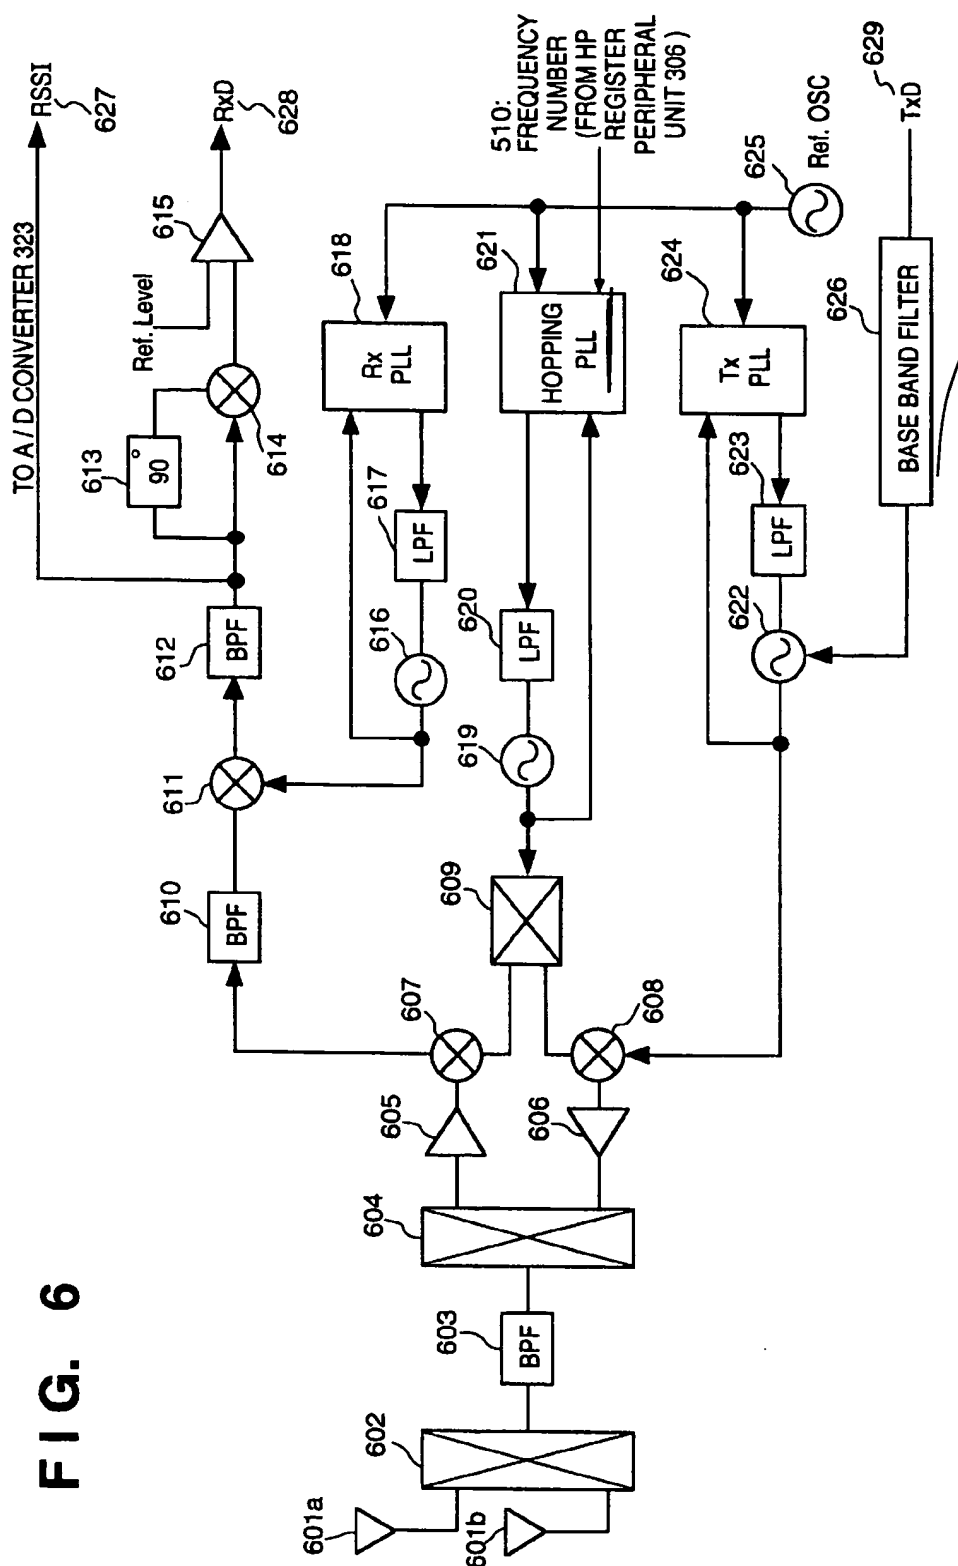 FIG. 6
601a
601b
602
603
BPF
604
605
606
607
608
609
610
BPF
611
612
BPF
TO A / D CONVERTER 323
613
90°
614
Ref. Level
615
RSSI
627
RxD
628
616
617
LPF
618
Rx
PLL
619
620
LPF
621
HOPPING
PLL
510:
FREQUENCY
NUMBER
(FROM HP
REGISTER
PERIPHERAL
UNIT 306 )
622
623
LPF
624
Tx
PLL
625
Ref. OSC
626
BASE BAND FILTER
629
TxD